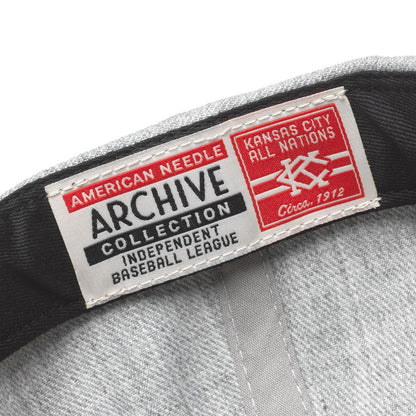 AMERICAN NEEDLE
ARCHIVE
COLLECTION
INDEPENDENT
BASEBALL LEAGUE
KANSAS CITY
ALL NATIONS
KC
Circa. 1912